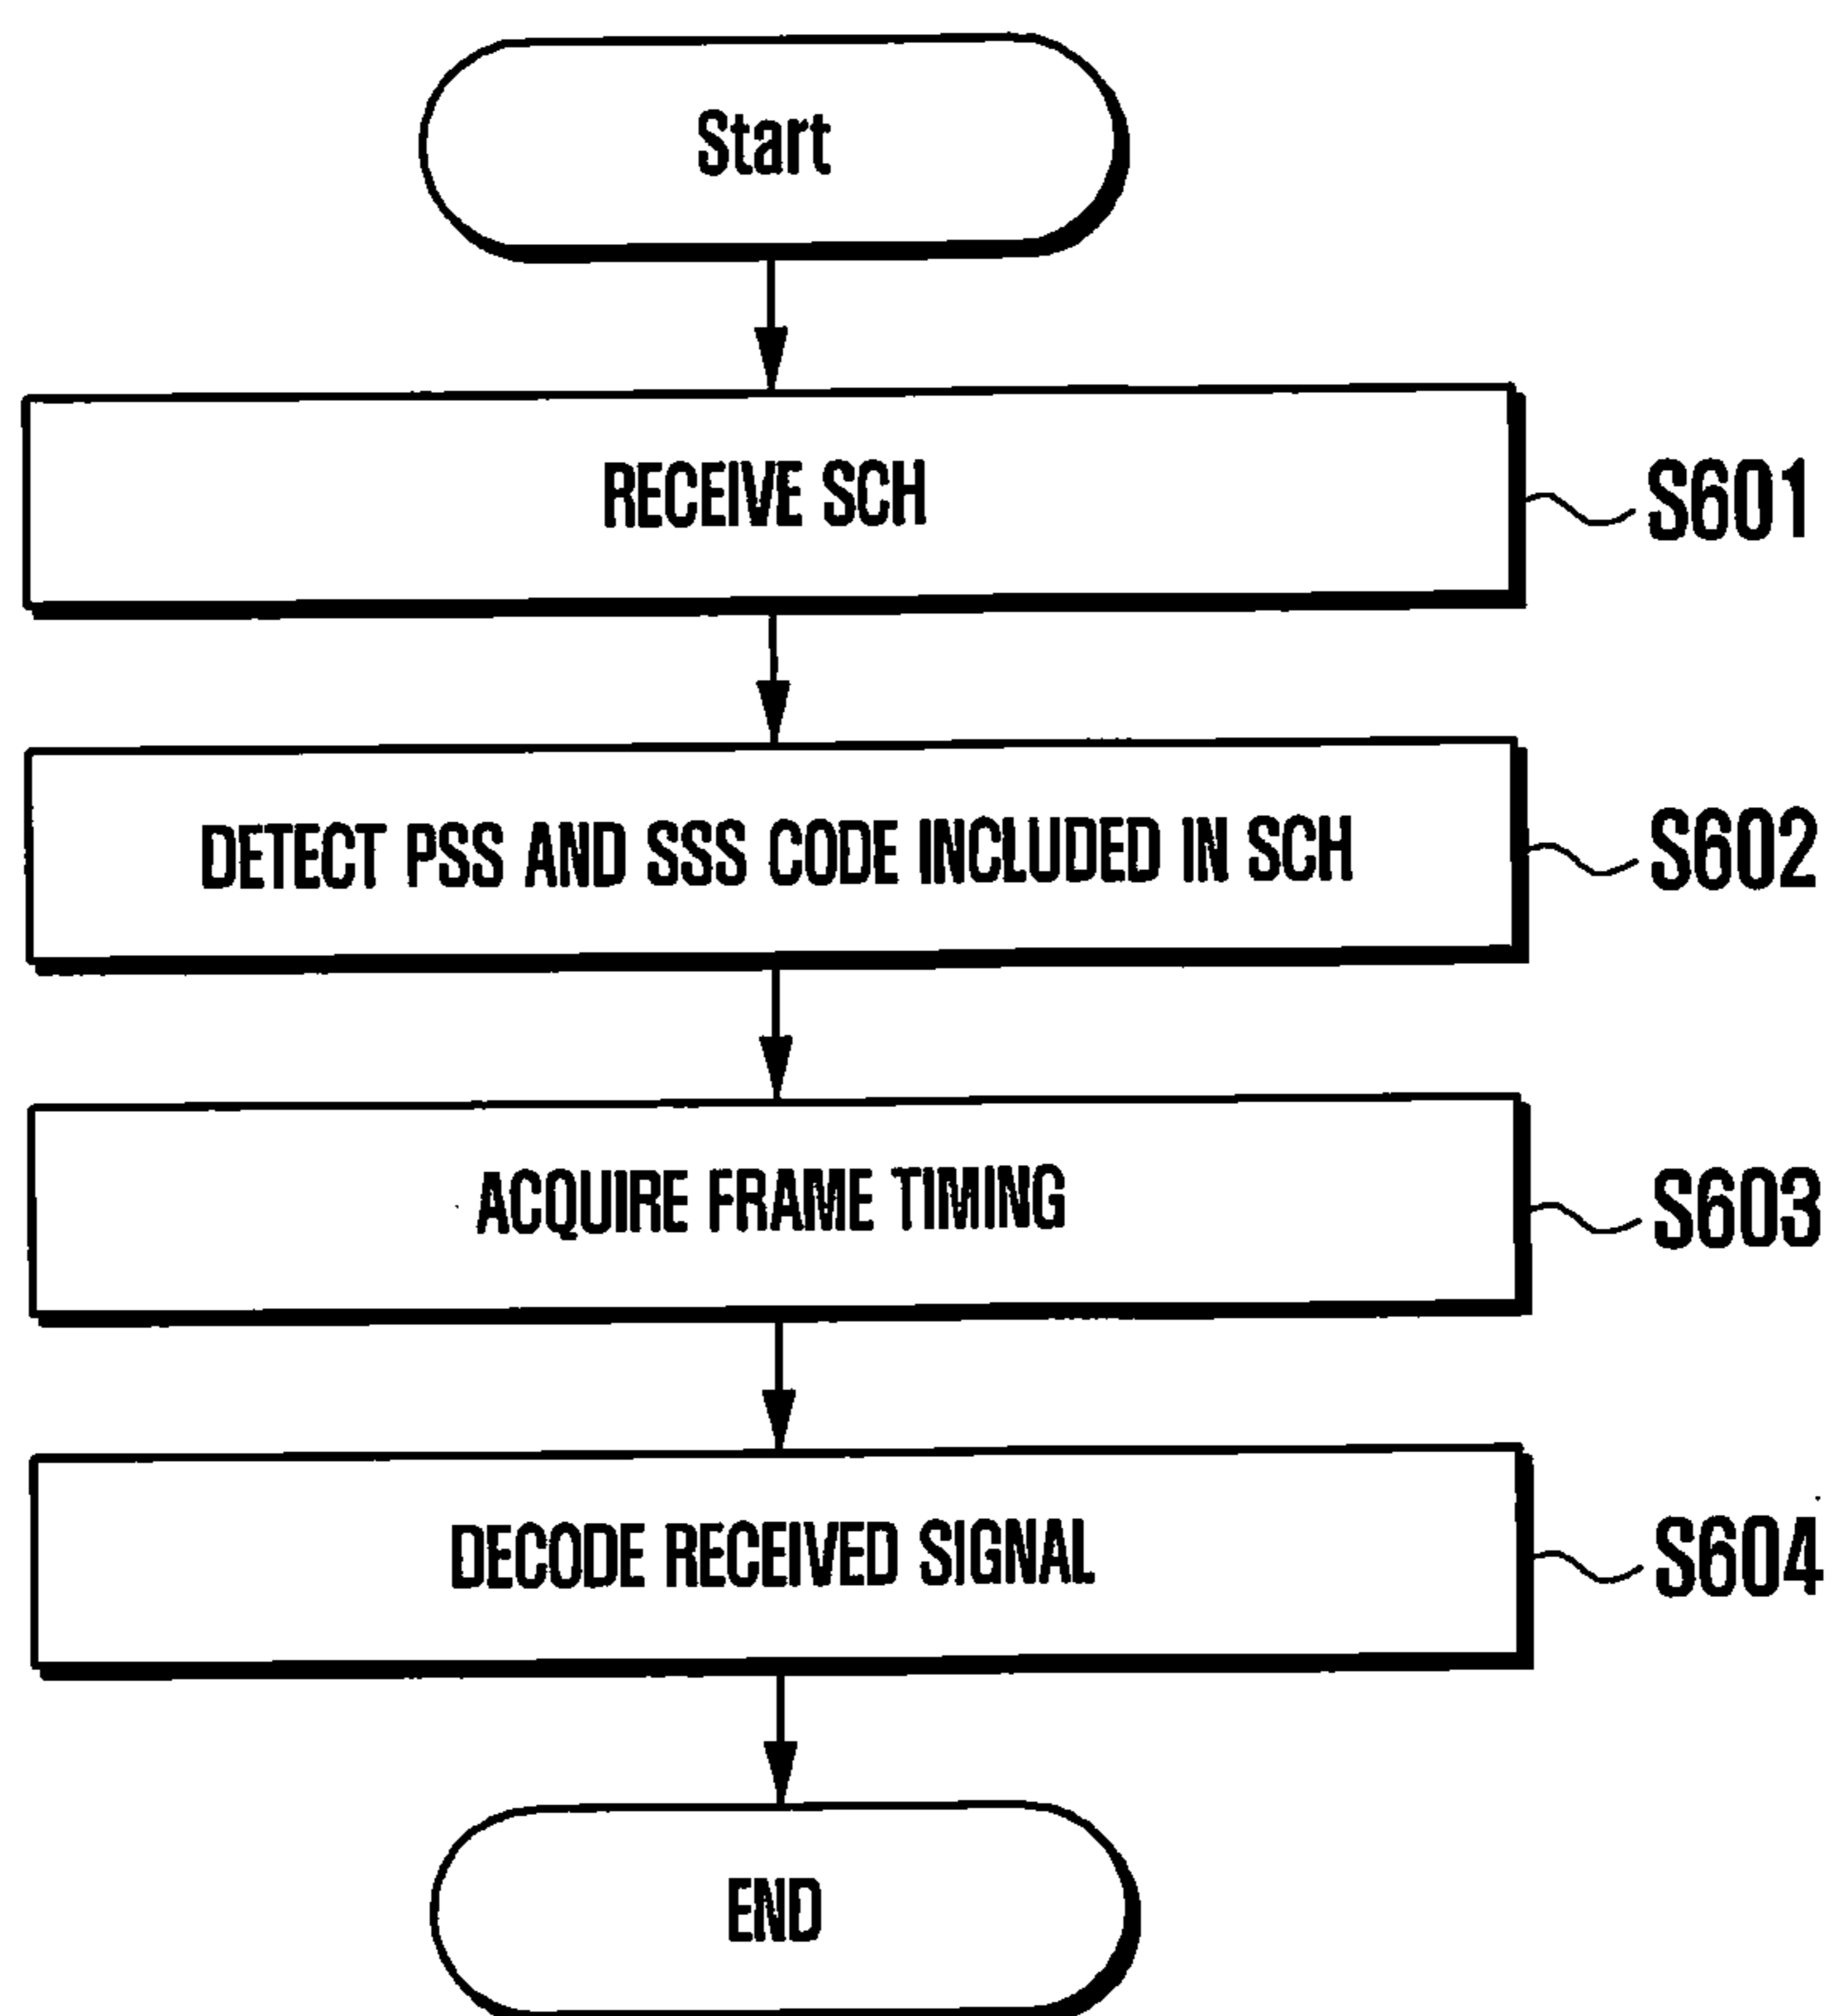 Start
RECEIVE SCH
S601
DETECT PSS AND SSS CODE INCLUDED IN SCH
S602
ACQUIRE FRAME TIMING
S603
DECODE RECEIVED SIGNAL
S604
END